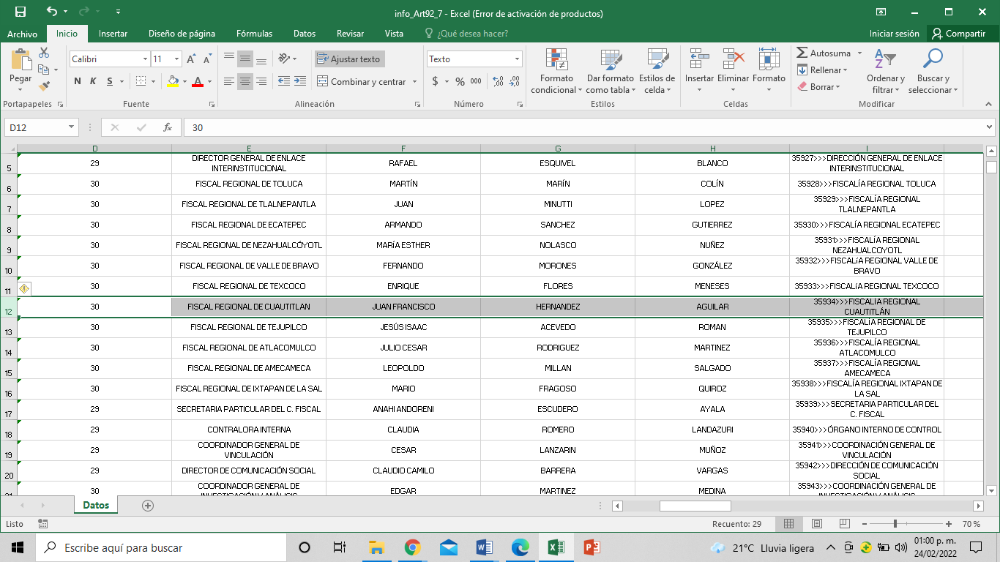 info_Art92_7 - Excel (Error de activación de productos)
Archivo Inicio Insertar Diseño de página Fórmulas Datos Revisar Vista ¿Qué desea hacer? Iniciar sesión Compartir
Pegar Calibri 11 Ajustar texto Texto Autosuma
N K S Combinar y centrar $ % 000 Formato condicional Dar formato como tabla Estilos de celda Insertar Eliminar Formato Rellenar Borrar Ordenar y filtrar Buscar y seleccionar
Portapapeles Fuente Alineación Número Estilos Celdas Modificar
D12 fx 30
D E F G H I
5 29 DIRECTOR GENERAL DE ENLACE INTERINSTITUCIONAL RAFAEL ESQUIVEL BLANCO 35927>>>DIRECCIÓN GENERAL DE ENLACE INTERINSTITUCIONAL
6 30 FISCAL REGIONAL DE TOLUCA MARTÍN MARÍN COLÍN 35928>>>FISCALÍA REGIONAL TOLUCA
7 30 FISCAL REGIONAL DE TLALNEPANTLA JUAN MINUTTI LOPEZ 35929>>>FISCALÍA REGIONAL TLALNEPANTLA
8 30 FISCAL REGIONAL DE ECATEPEC ARMANDO SANCHEZ GUTIERREZ 35930>>>FISCALÍA REGIONAL ECATEPEC
9 30 FISCAL REGIONAL DE NEZAHUALCÓYOTL MARÍA ESTHER NOLASCO NUÑEZ 35931>>>FISCALÍA REGIONAL NEZAHUALCOYOTL
10 30 FISCAL REGIONAL DE VALLE DE BRAVO FERNANDO MORONES GONZÁLEZ 35932>>>FISCALÍA REGIONAL VALLE DE BRAVO
11 30 FISCAL REGIONAL DE TEXCOCO ENRIQUE FLORES MENESES 35933>>>FISCALÍA REGIONAL TEXCOCO
12 30 FISCAL REGIONAL DE CUAUTITLAN JUAN FRANCISCO HERNANDEZ AGUILAR 35934>>>FISCALÍA REGIONAL CUAUTITLÁN
13 30 FISCAL REGIONAL DE TEJUPILCO JESÚS ISAAC ACEVEDO ROMAN 35935>>>FISCALÍA REGIONAL DE TEJUPILCO
14 30 FISCAL REGIONAL DE ATLACOMULCO JULIO CESAR RODRIGUEZ MARTINEZ 35936>>>FISCALÍA REGIONAL ATLACOMULCO
15 30 FISCAL REGIONAL DE AMECAMECA LEOPOLDO MILLAN SALGADO 35937>>>FISCALÍA REGIONAL AMECAMECA
16 30 FISCAL REGIONAL DE IXTAPAN DE LA SAL MARIO FRAGOSO QUIROZ 35938>>>FISCALÍA REGIONAL IXTAPAN DE LA SAL
17 29 SECRETARIA PARTICULAR DEL C. FISCAL ANAHI ANDORENI ESCUDERO AYALA 35939>>>SECRETARIA PARTICULAR DEL C. FISCAL
18 29 CONTRALORA INTERNA CLAUDIA ROMERO LANDAZURI 35940>>>ÓRGANO INTERNO DE CONTROL
19 29 COORDINADOR GENERAL DE VINCULACIÓN CESAR LANZARIN MUÑOZ 35941>>>COORDINACIÓN GENERAL DE VINCULACIÓN
20 29 DIRECTOR DE COMUNICACIÓN SOCIAL CLAUDIO CAMILO BARRERA VARGAS 35942>>>DIRECCIÓN DE COMUNICACIÓN SOCIAL
21 30 COORDINADOR GENERAL DE INVESTIGACIÓN Y ANÁLISIS EDGAR MARTINEZ MEDINA 35943>>>COORDINACIÓN GENERAL DE INVESTIGACIÓN Y ANÁLISIS
Datos
Listo Recuento: 29 70 %
Escribe aquí para buscar 21°C Lluvia ligera 01:00 p. m.
24/02/2022